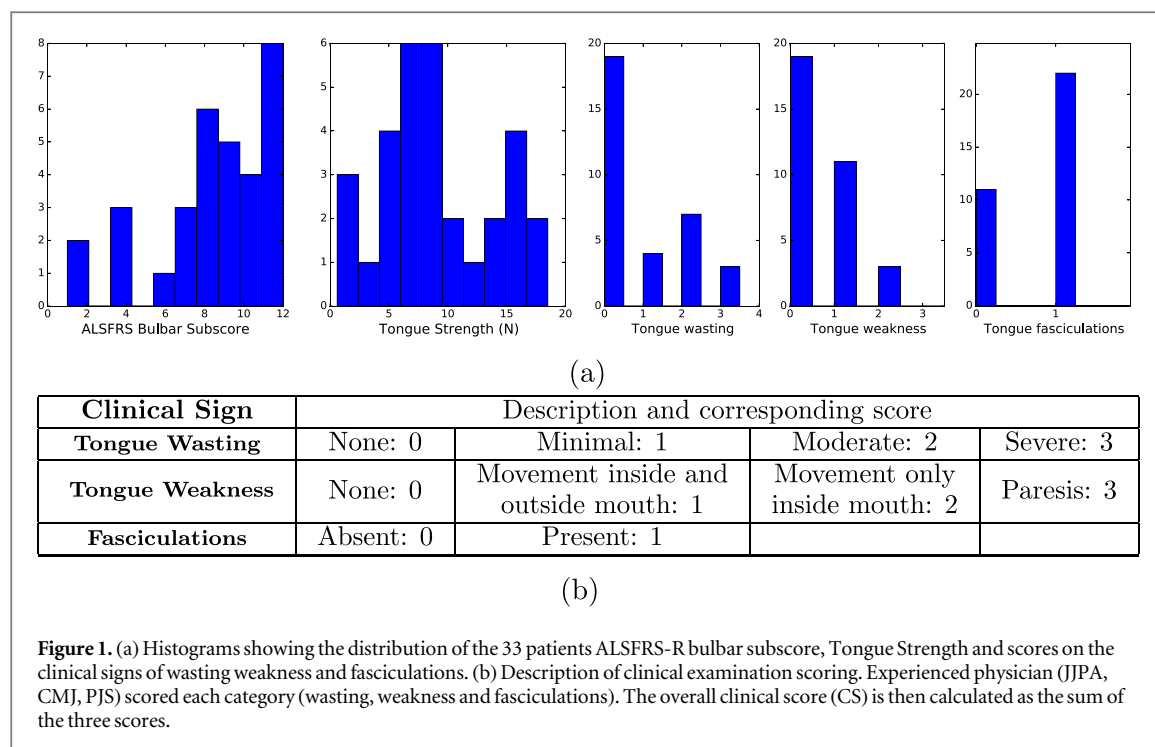 8
7
6
5
4
3
2
1
0
0 2 4 6 8 10 12
ALSFRS Bulbar Subscore
6
5
4
3
2
1
0
5 10 15 20
Tongue Strength (N)
20
15
10
5
0
0 1 2 3 4
Tongue wasting
20
15
10
5
0
0 1 2 3
Tongue weakness
20
15
10
5
0
0 1
Tongue fasciculations
(a)
Clinical Sign Description and corresponding score
Tongue Wasting None: 0 Minimal: 1 Moderate: 2 Severe: 3
Tongue Weakness None: 0 Movement inside and outside mouth: 1 Movement only inside mouth: 2 Paresis: 3
Fasciculations Absent: 0 Present: 1
(b)
Figure 1. (a) Histograms showing the distribution of the 33 patients ALSFRS-R bulbar subscore, Tongue Strength and scores on the
clinical signs of wasting weakness and fasciculations. (b) Description of clinical examination scoring. Experienced physician (JJPA,
CMJ, PJS) scored each category (wasting, weakness and fasciculations). The overall clinical score (CS) is then calculated as the sum of
the three scores.